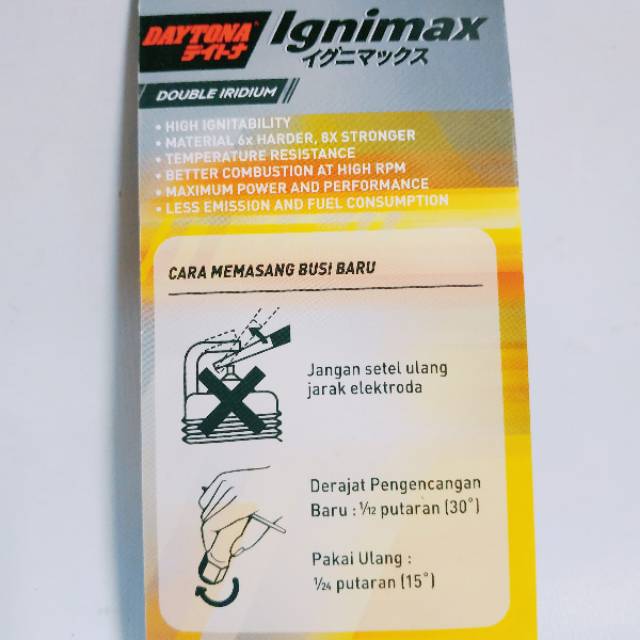 DAYTONA
デイトナ
Ignimax
イグニマックス
DOUBLE IRIDIUM
• HIGH IGNITABILITY
• MATERIAL 6x HARDER, 8X STRONGER
• TEMPERATURE RESISTANCE
• BETTER COMBUSTION AT HIGH RPM
• MAXIMUM POWER AND PERFORMANCE
• LESS EMISSION AND FUEL CONSUMPTION
CARA MEMASANG BUSI BARU
Jangan setel ulang
jarak elektroda
Derajat Pengencangan
Baru : 1/12 putaran (30°)
Pakai Ulang :
1/24 putaran (15°)